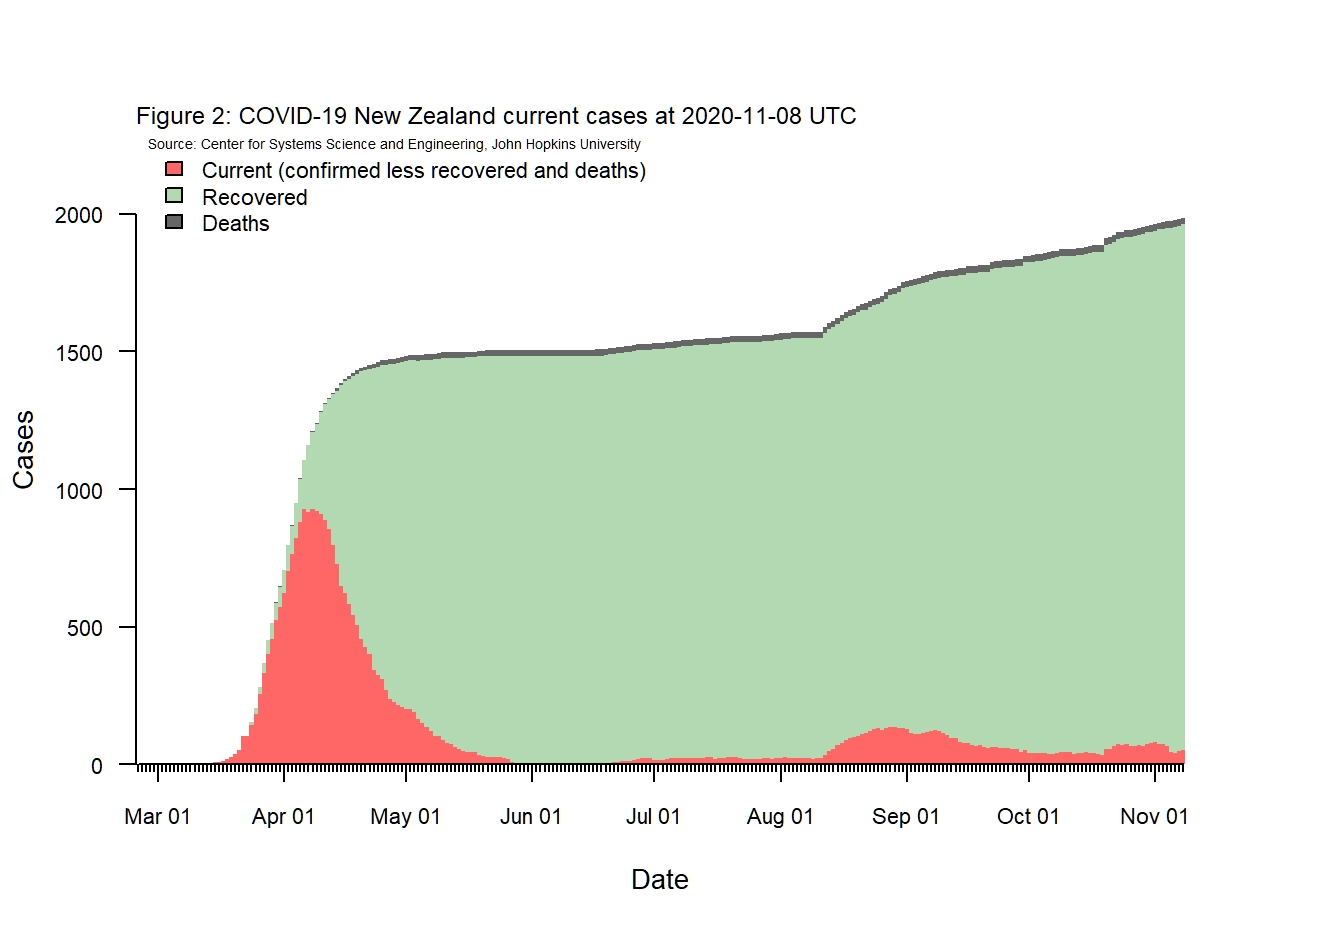 Figure 2: COVID-19 New Zealand current cases at 2020-11-08 UTC
Source: Center for Systems Science and Engineering, John Hopkins University
Current (confirmed less recovered and deaths)
Recovered
Deaths
2000
1500
1000
500
0
Cases
Mar 01 Apr 01 May 01 Jun 01 Jul 01 Aug 01 Sep 01 Oct 01 Nov 01
Date